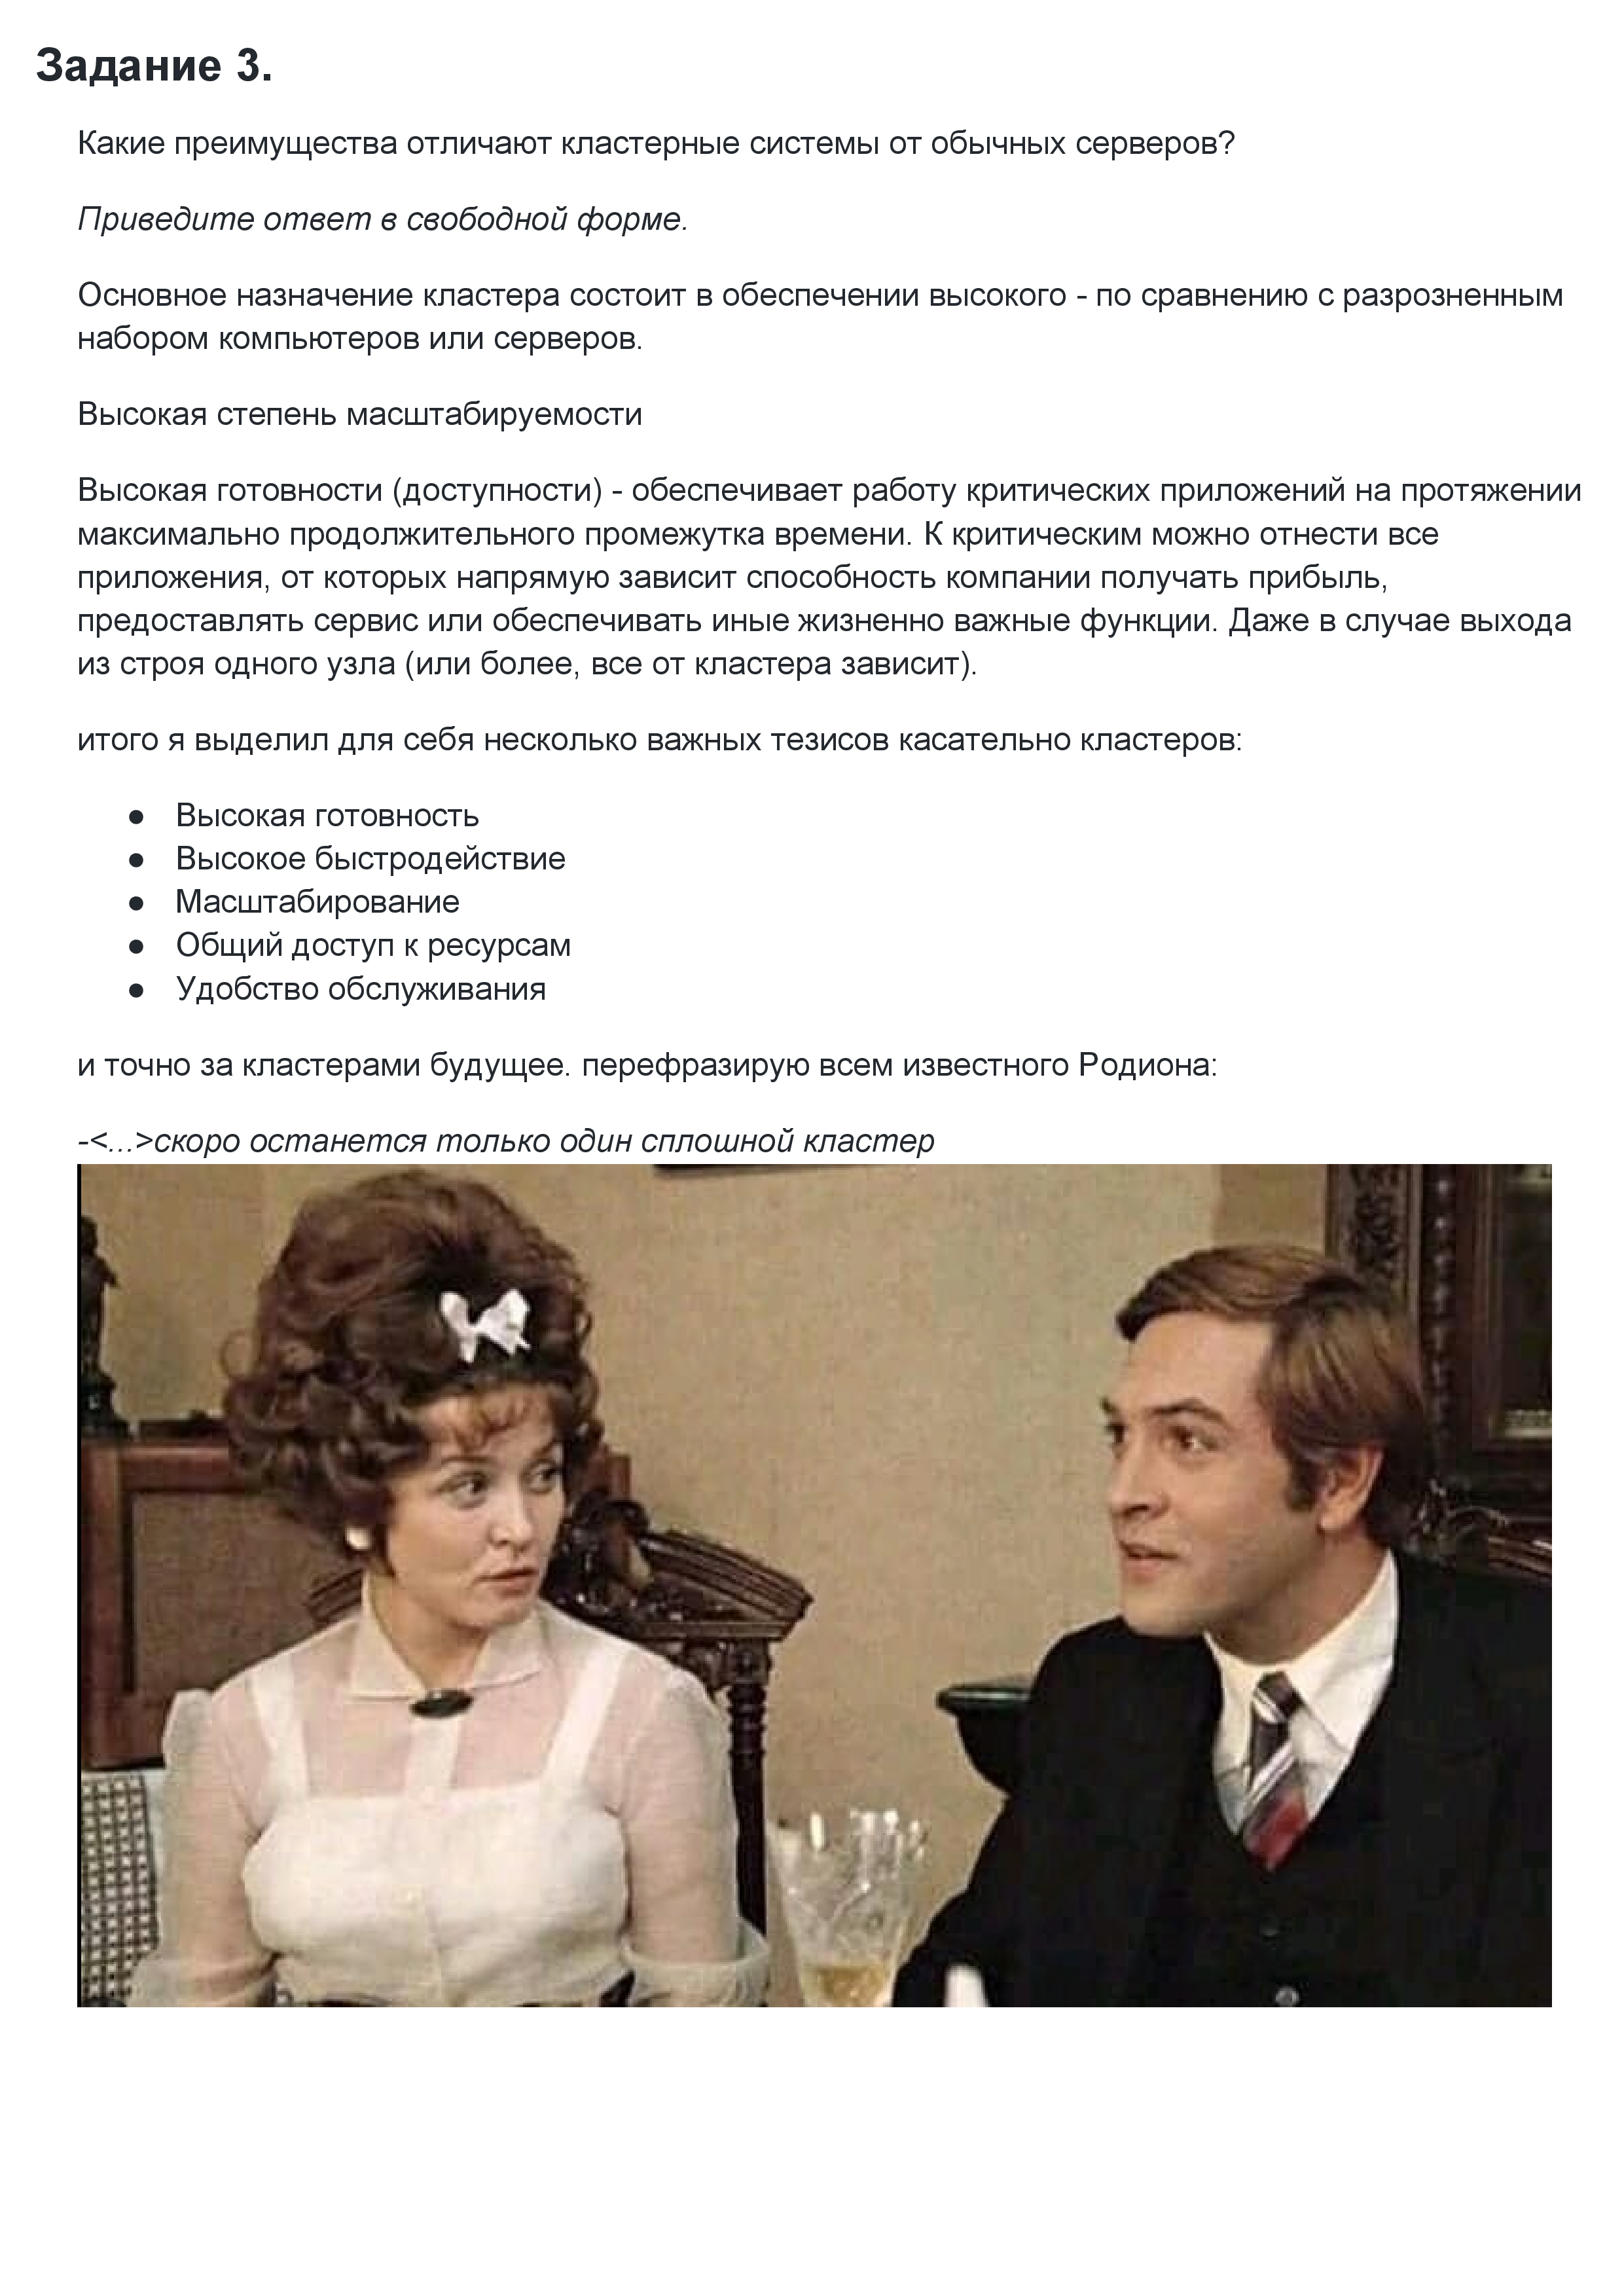 Задание 3.
Какие преимущества отличают кластерные системы от обычных серверов?
Приведите ответ в свободной форме.
Основное назначение кластера состоит в обеспечении высокого - по сравнению с разрозненным
набором компьютеров или серверов.
Высокая степень масштабируемости
Высокая готовности (доступности) - обеспечивает работу критических приложений на протяжении
максимально продолжительного промежутка времени. К критическим можно отнести все
приложения, от которых напрямую зависит способность компании получать прибыль,
предоставлять сервис или обеспечивать иные жизненно важные функции. Даже в случае выхода
из строя одного узла (или более, все от кластера зависит).
итого я выделил для себя несколько важных тезисов касательно кластеров:
● Высокая готовность
● Высокое быстродействие
● Масштабирование
● Общий доступ к ресурсам
● Удобство обслуживания
и точно за кластерами будущее. перефразирую всем известного Родиона:
-<...>скоро останется только один сплошной кластер